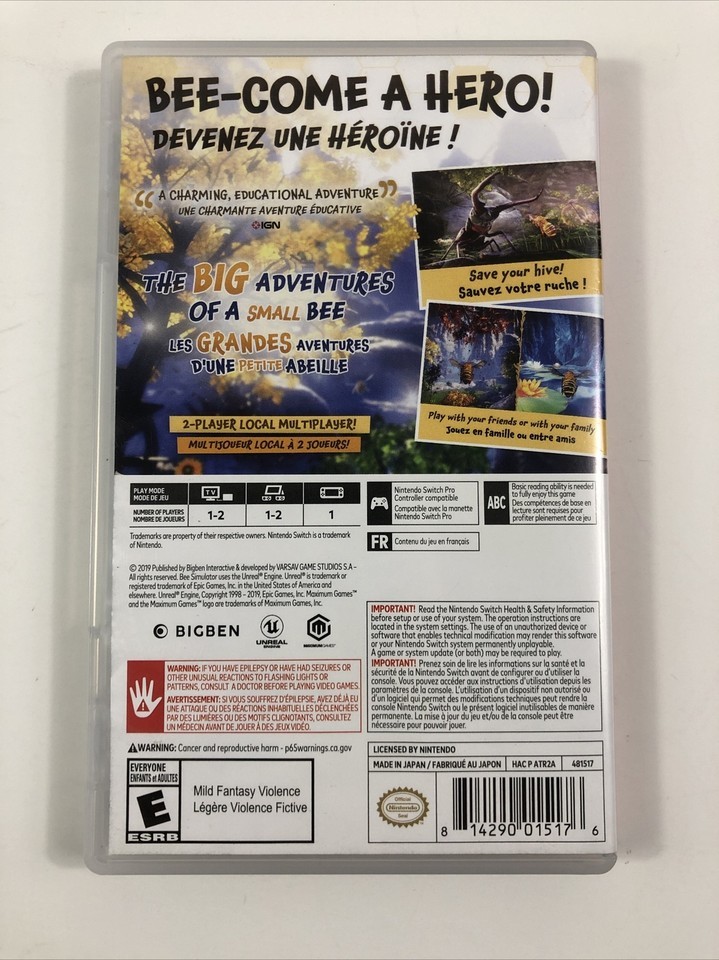 BEE-COME A HERO!
DEVENEZ UNE HÉROÏNE !
“ A CHARMING, EDUCATIONAL ADVENTURE ”
UNE CHARMANTE AVENTURE ÉDUCATIVE
IGN
THE BIG ADVENTURES
OF A SMALL BEE
LES GRANDES AVENTURES
D'UNE PETITE ABEILLE
2-PLAYER LOCAL MULTIPLAYER!
MULTIJOUEUR LOCAL À 2 JOUEURS!
Save your hive!
Sauvez votre ruche !
Play with your friends or with your family
Jouez en famille ou entre amis
PLAY MODE
MODE DE JEU
TV
NUMBER OF PLAYERS
NOMBRE DE JOUEURS
1-2
1-2
1
Nintendo Switch Pro
Controller compatible
Compatible avec la manette
Nintendo Switch Pro
ABC
Basic reading ability is needed
to fully enjoy this game
Des compétences de base en
lecture sont requises pour
profiter pleinement de ce jeu
FR
Contenu du jeu en français
Trademarks are property of their respective owners. Nintendo Switch is a trademark
of Nintendo.
© 2019 Published by Bigben Interactive & developed by VARSAV GAME STUDIOS S.A –
All rights reserved. Bee Simulator uses the Unreal® Engine. Unreal® is trademark or
registered trademark of Epic Games, Inc. in the United States of America and
elsewhere. Unreal® Engine, Copyright 1998 – 2019, Epic Games, Inc. Maximum Games™
and the Maximum Games™ logo are trademarks of Maximum Games, Inc.
BIGBEN
UNREAL
ENGINE
MAXIMUM GAMES
IMPORTANT! Read the Nintendo Switch Health & Safety Information
before setup or use of your system. The operation instructions are
located in the system settings. The use of an unauthorized device or
software that enables technical modification may render this software
or your Nintendo Switch system permanently unplayable.
A game or system update (or both) may be required to play.
IMPORTANT! Prenez soin de lire les informations sur la santé et la
sécurité de la Nintendo Switch avant de configurer ou d'utiliser la
console. Vous pouvez accéder aux instructions d'utilisation depuis les
paramètres de la console. L'utilisation d'un dispositif non autorisé ou
d'un logiciel qui permet des modifications techniques peut rendre la
console Nintendo Switch ou le présent logiciel inutilisables de manière
permanente. La mise à jour du jeu et/ou de la console peut être
nécessaire pour pouvoir jouer.
WARNING: IF YOU HAVE EPILEPSY OR HAVE HAD SEIZURES OR
OTHER UNUSUAL REACTIONS TO FLASHING LIGHTS OR
PATTERNS, CONSULT A DOCTOR BEFORE PLAYING VIDEO GAMES.
AVERTISSEMENT: SI VOUS SOUFFREZ D'ÉPILEPSIE, AVEZ DÉJÀ EU
UNE ATTAQUE OU DES RÉACTIONS INHABITUELLES DÉCLENCHÉES
PAR DES LUMIÈRES OU DES MOTIFS CLIGNOTANTS, CONSULTEZ
UN MÉDECIN AVANT DE JOUER À DES JEUX VIDÉO.
WARNING: Cancer and reproductive harm - p65warnings.ca.gov
EVERYONE
ENFANTS et ADULTES
E
ESRB
Mild Fantasy Violence
Légère Violence Fictive
LICENSED BY NINTENDO
MADE IN JAPAN / FABRIQUÉ AU JAPON
HAC P ATR2A
481517
Official
Nintendo
Seal
8 14290 01517 6